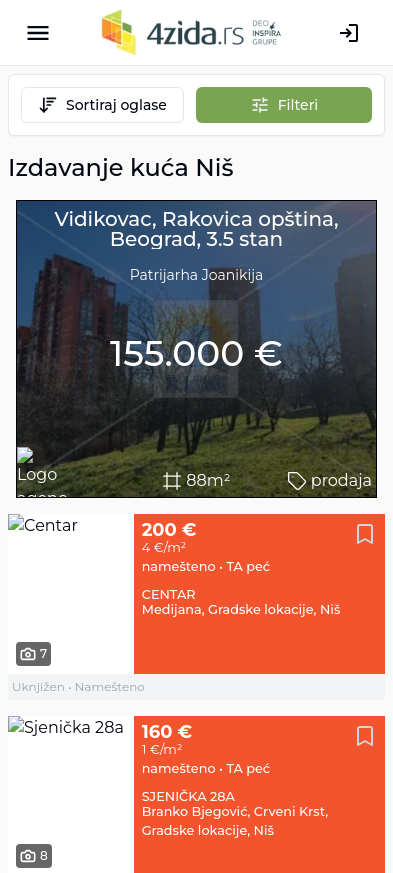 4zida.rs
DEO
INSPIRA
GRUPE
Sortiraj oglase
Filteri
Izdavanje kuća Niš
Vidikovac, Rakovica opština,
Beograd, 3.5 stan
Patrijarha Joanikija
155.000 €
Logo
88m²
prodaja
Centar
200 €
4 €/m²
namešteno • TA peć
CENTAR
Medijana, Gradske lokacije, Niš
7
Uknjižen • Namešteno
Sjenička 28a
160 €
1 €/m²
namešteno • TA peć
SJENIČKA 28A
Branko Bjegović, Crveni Krst,
Gradske lokacije, Niš
8